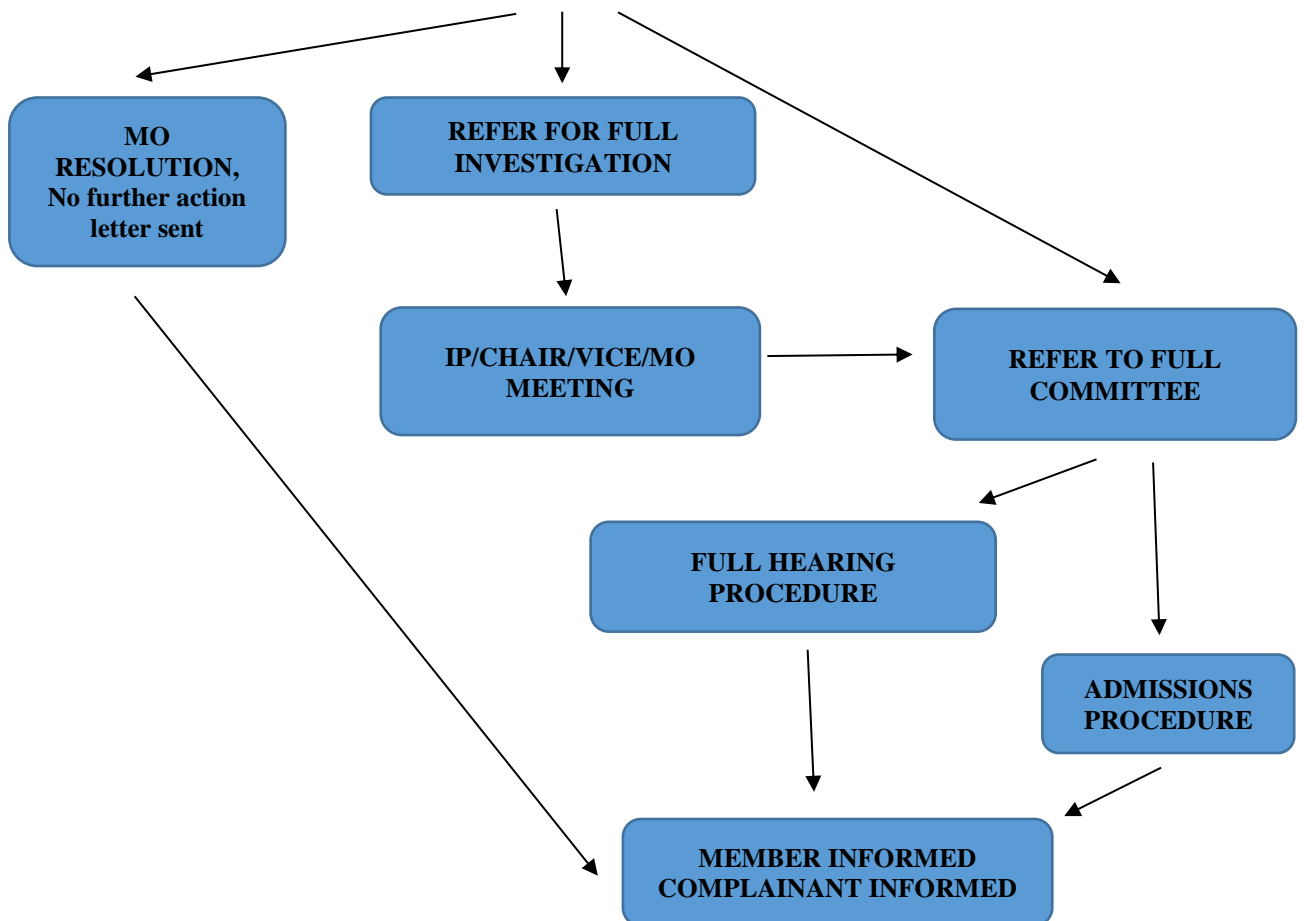 MO
RESOLUTION,
No further action
letter sent
REFER FOR FULL
INVESTIGATION
IP/CHAIR/VICE/MO
MEETING
REFER TO FULL
COMMITTEE
FULL HEARING
PROCEDURE
ADMISSIONS
PROCEDURE
MEMBER INFORMED
COMPLAINANT INFORMED